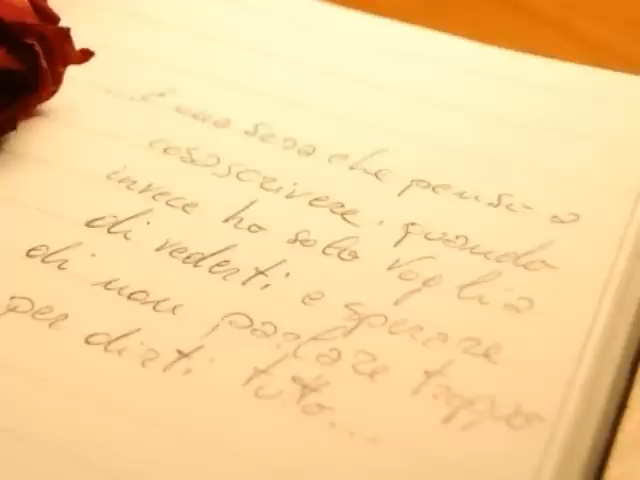 È una sera che pensi a
cosa scrivere. quando
invece ho solo voglia
di vederti e sperare
di non parlare troppo
per dirti tutto...